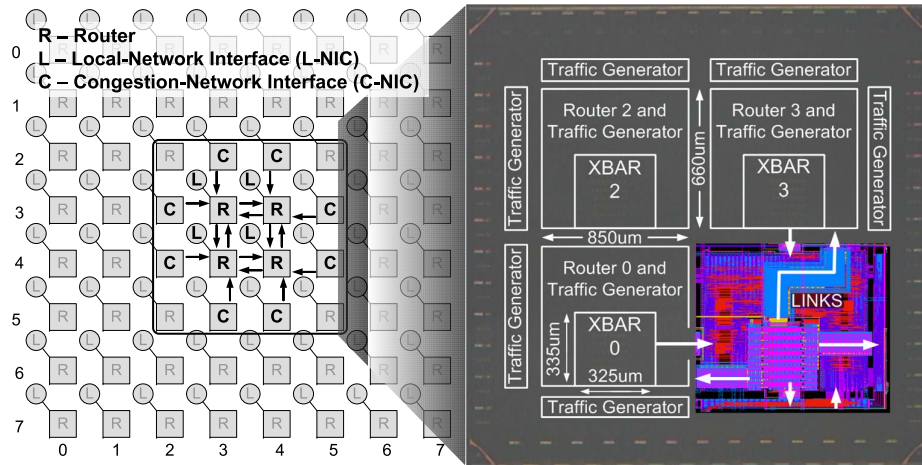 L L L L L L L L
R – Router
0 R R R R R R R R
L – Local-Network Interface (L-NIC)
C – Congestion-Network Interface (C-NIC)
1 R R R R R R R R
L L L L L L L L
2 R R R C C R R R
L L L L L L L L
3 R R C R R C R R
L L L L L L L L
4 R R C R R C R R
L L L L L L L L
5 R R R C C R R R
L L L L L L L L
6 R R R R R R R R
L L L L L L L L
7 R R R R R R R R
0 1 2 3 4 5 6 7
Traffic Generator
Traffic Generator
Traffic Generator
Router 2 and
Traffic Generator
XBAR
2
660um
850um
Router 3 and
Traffic Generator
XBAR
3
Traffic Generator
Traffic Generator
Router 0 and
Traffic Generator
XBAR
0
335um
325um
Traffic Generator
LINKS